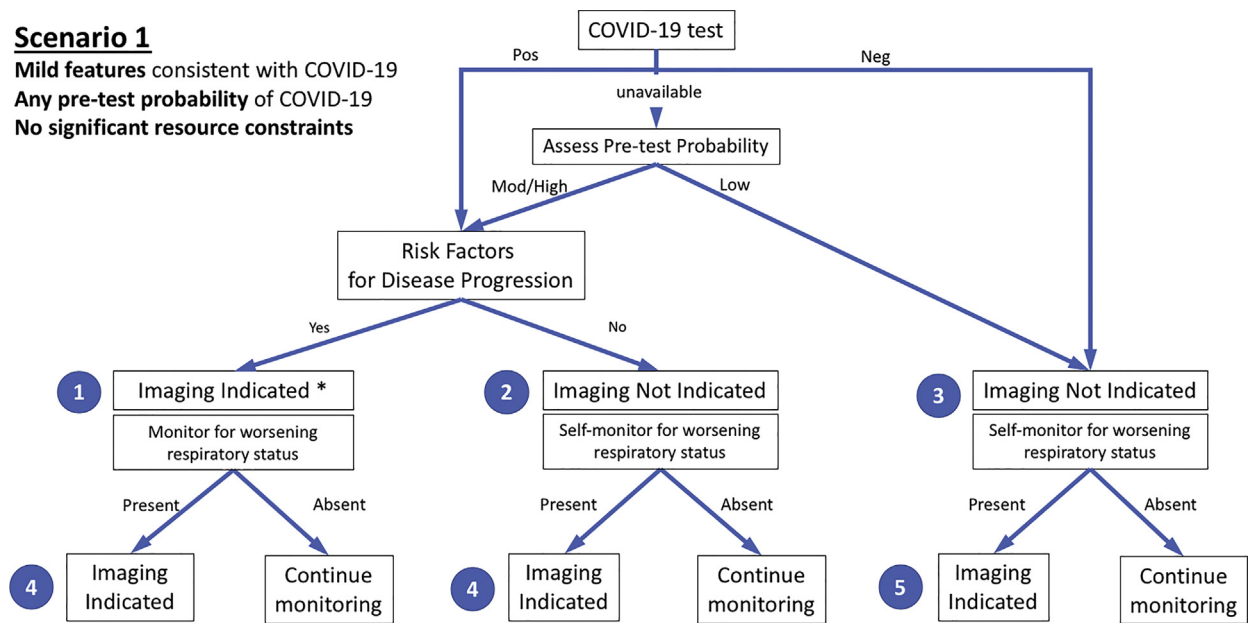 Scenario 1
Mild features consistent with COVID-19
Any pre-test probability of COVID-19
No significant resource constraints
COVID-19 test
Pos
Neg
unavailable
Assess Pre-test Probability
Mod/High
Low
Risk Factors
for Disease Progression
Yes
No
1
Imaging Indicated *
Monitor for worsening
respiratory status
2
Imaging Not Indicated
Self-monitor for worsening
respiratory status
3
Imaging Not Indicated
Self-monitor for worsening
respiratory status
Present
Absent
Present
Absent
Present
Absent
4
Imaging
Indicated
Continue
monitoring
4
Imaging
Indicated
Continue
monitoring
5
Imaging
Indicated
Continue
monitoring